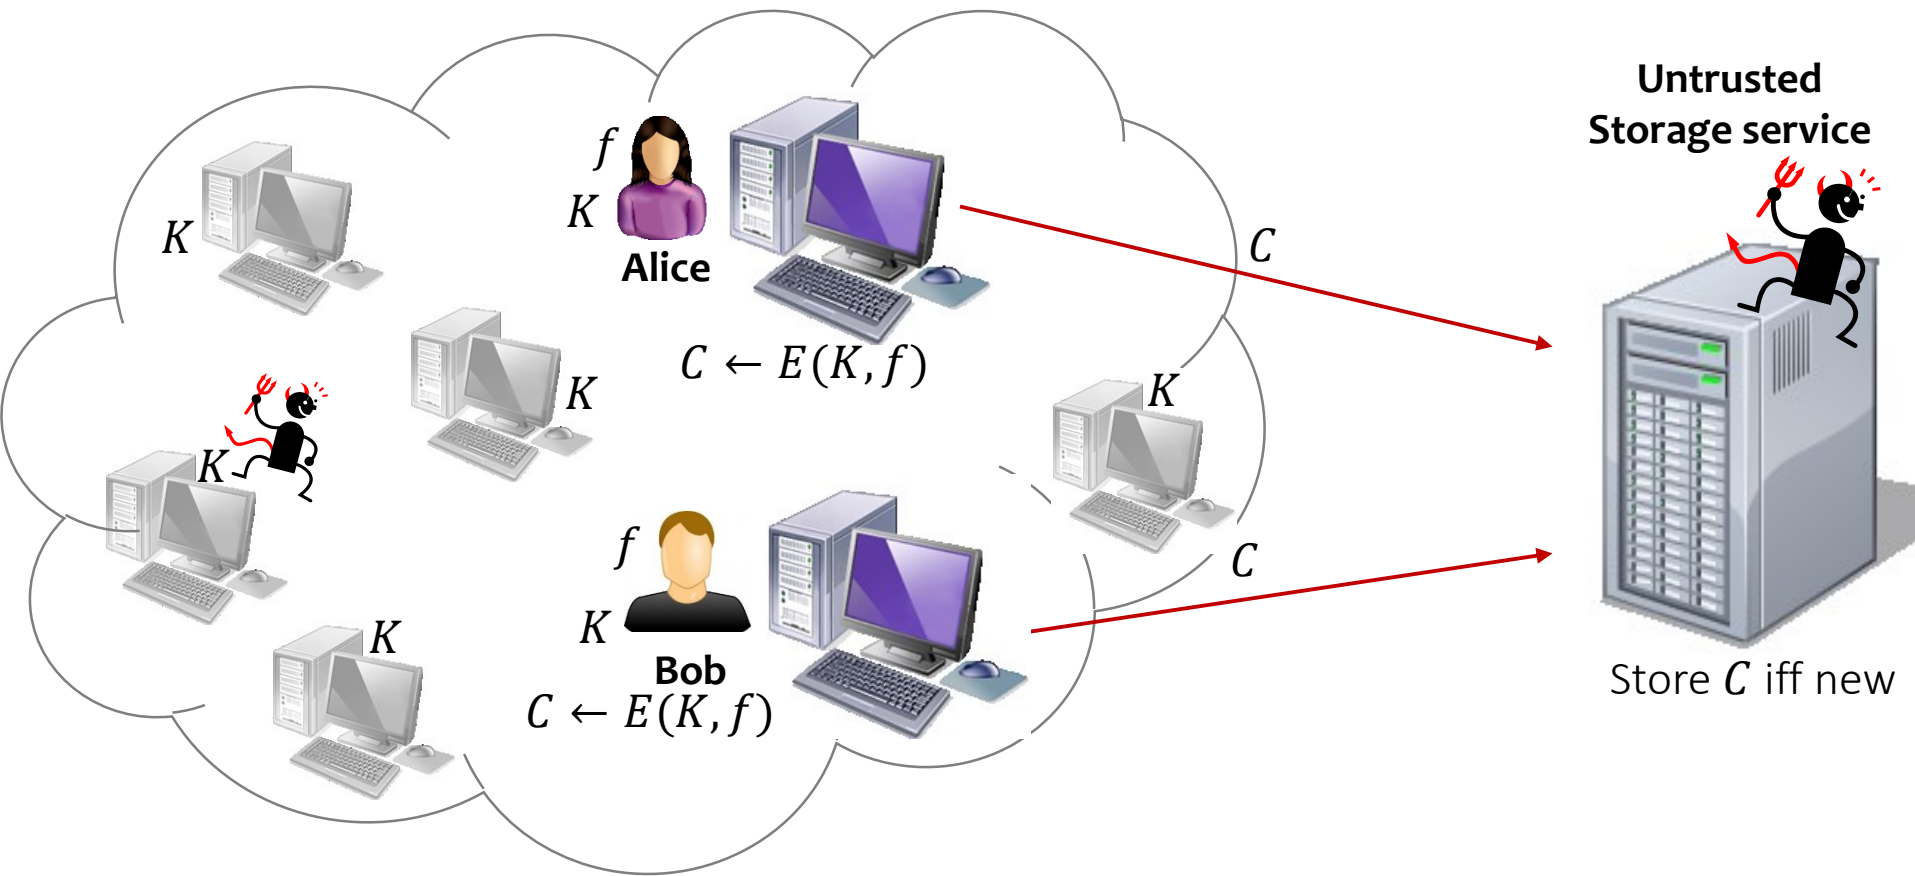 Untrusted
Storage service
f
K
Alice
C ← E(K, f)
K
K
K
K
K
C
f
K
Bob
C ← E(K, f)
C
Store C iff new